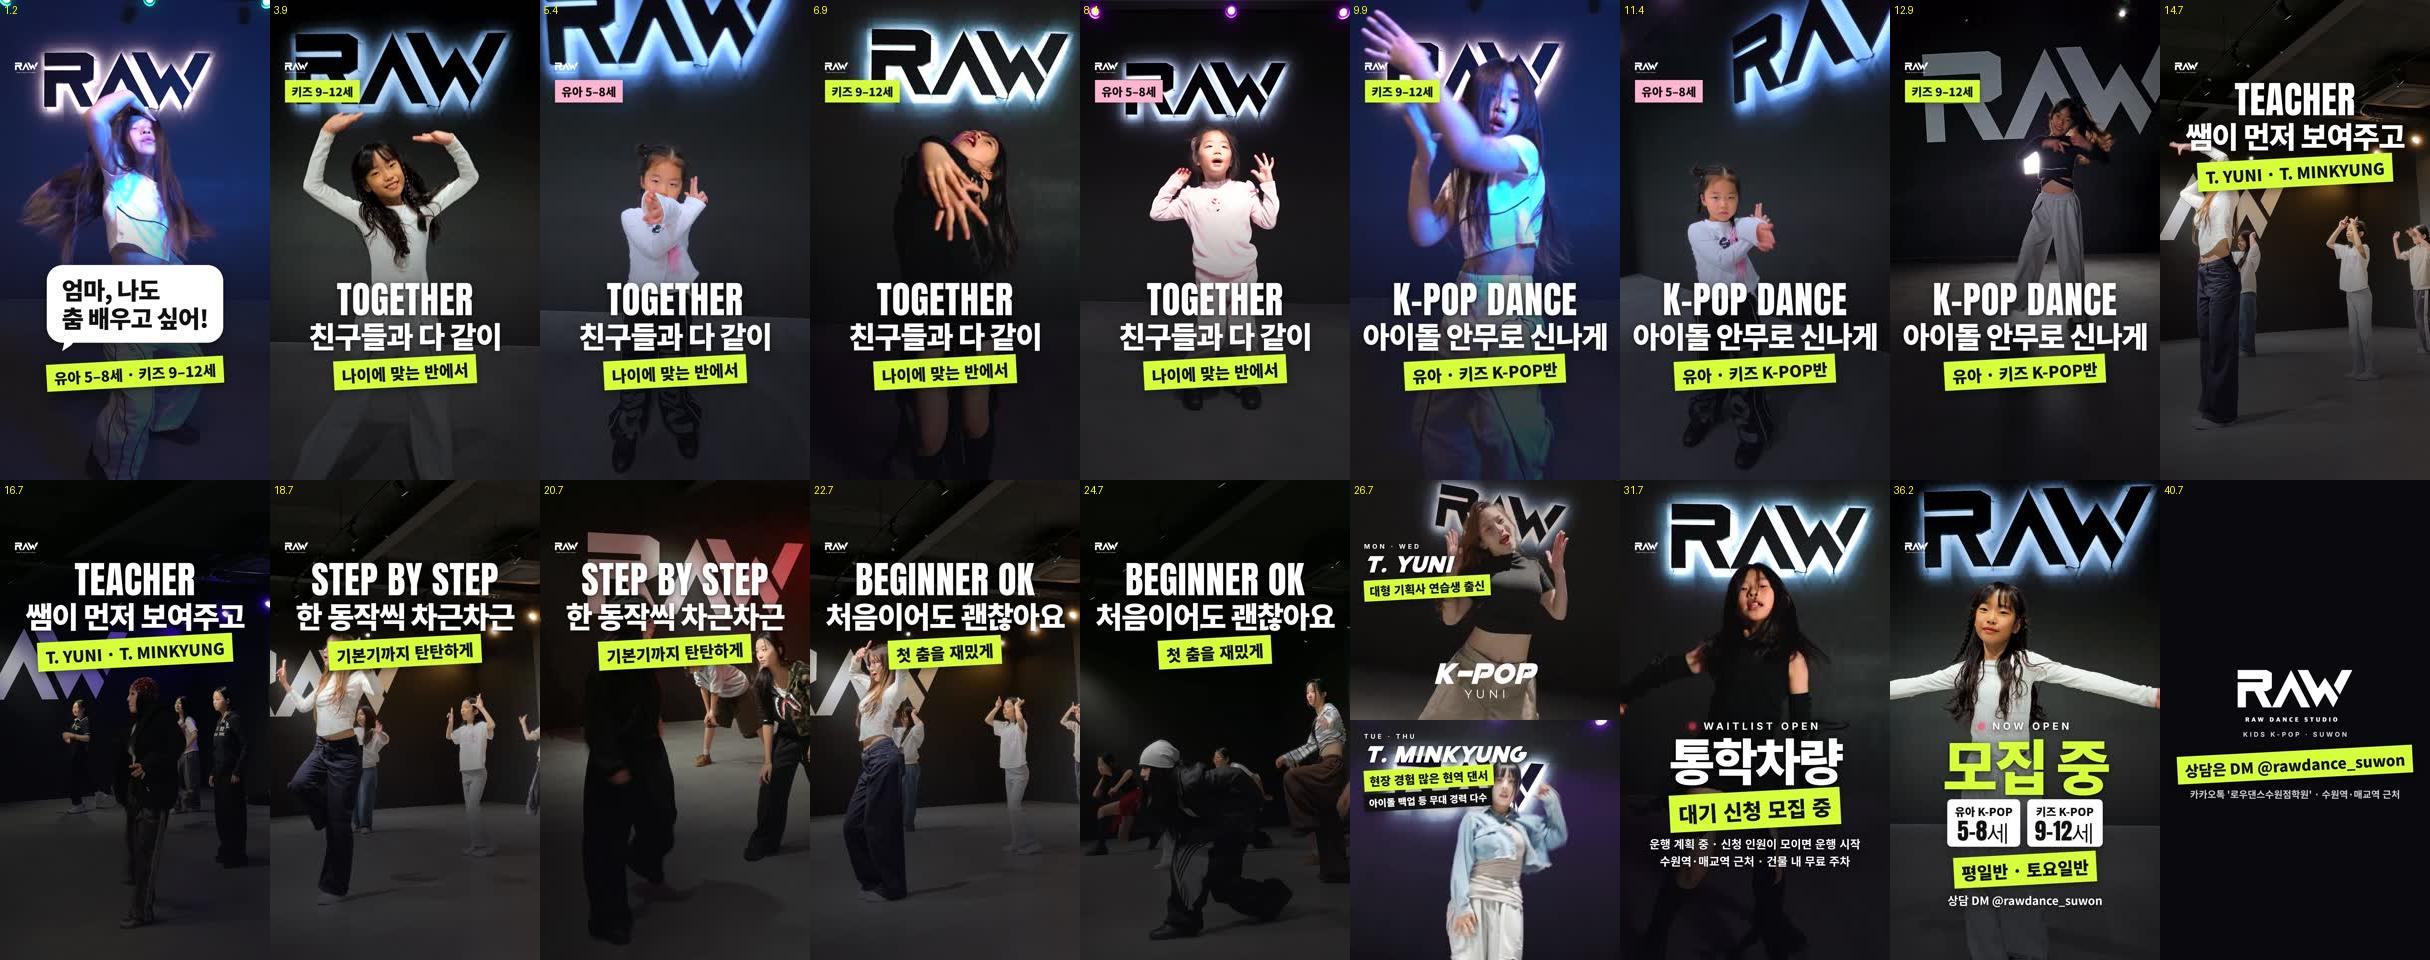 1.2
RAW
RAW
엄마, 나도
춤 배우고 싶어!
유아 5-8세 · 키즈 9-12세
3.9
RAW
RAW
키즈 9-12세
TOGETHER
친구들과 다 같이
나이에 맞는 반에서
5.4
RAW
RAW
유아 5-8세
TOGETHER
친구들과 다 같이
나이에 맞는 반에서
6.9
RAW
RAW
키즈 9-12세
TOGETHER
친구들과 다 같이
나이에 맞는 반에서
RAW
RAW
유아 5-8세
TOGETHER
친구들과 다 같이
나이에 맞는 반에서
9.9
RAW
RAW
키즈 9-12세
K-POP DANCE
아이돌 안무로 신나게
유아 · 키즈 K-POP반
11.4
RAW
RAW
유아 5-8세
K-POP DANCE
아이돌 안무로 신나게
유아 · 키즈 K-POP반
12.9
RAW
RAW
키즈 9-12세
K-POP DANCE
아이돌 안무로 신나게
유아 · 키즈 K-POP반
14.7
RAW
TEACHER
쌤이 먼저 보여주고
T. YUNI · T. MINKYUNG
16.7
RAW
TEACHER
쌤이 먼저 보여주고
T. YUNI · T. MINKYUNG
18.7
RAW
STEP BY STEP
한 동작씩 차근차근
기본기까지 탄탄하게
20.7
RAW
RAW
STEP BY STEP
한 동작씩 차근차근
기본기까지 탄탄하게
22.7
RAW
BEGINNER OK
처음이어도 괜찮아요
첫 춤을 재밌게
24.7
RAW
BEGINNER OK
처음이어도 괜찮아요
첫 춤을 재밌게
26.7
RAW
MON · WED
T. YUNI
대형 기획사 연습생 출신
K-POP
YUNI
TUE · THU
T. MINKYUNG
현장 경험 많은 현역 댄서
아이돌 백업 등 무대 경력 다수
31.7
RAW
RAW
WAITLIST OPEN
통학차량
대기 신청 모집 중
운행 계획 중 · 신청 인원이 모이면 운행 시작
수원역·매교역 근처 · 건물 내 무료 주차
36.2
RAW
RAW
NOW OPEN
모집 중
유아 K-POP
5-8세
키즈 K-POP
9-12세
평일반 · 토요일반
상담 DM @rawdance_suwon
40.7
RAW
RAW DANCE STUDIO
KIDS K-POP · SUWON
상담은 DM @rawdance_suwon
카카오톡 '로우댄스수원점학원' · 수원역·매교역 근처